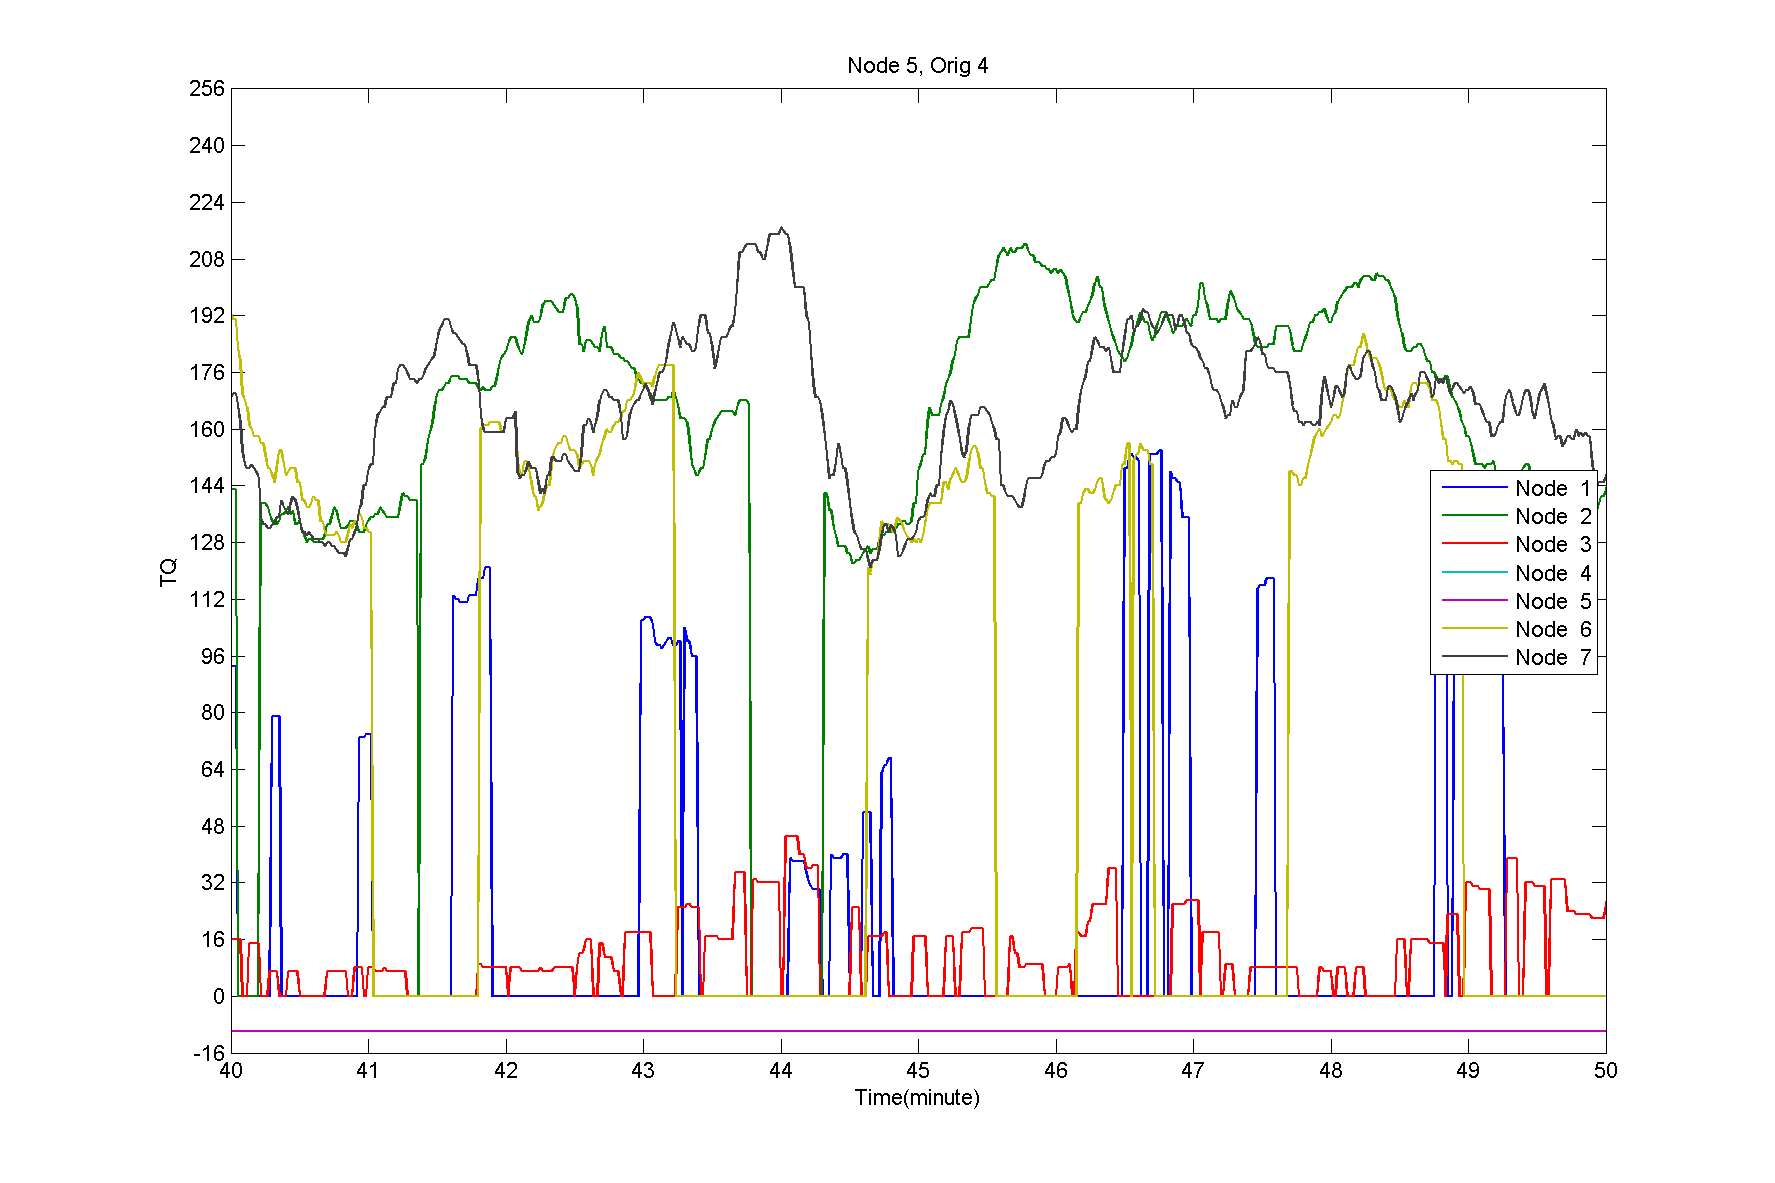 Node 5, Orig 4
256
240
224
208
192
176
160
144
128
112
96
80
64
48
32
16
0
-16
TQ
Node 1
Node 2
Node 3
Node 4
Node 5
Node 6
Node 7
40 41 42 43 44 45 46 47 48 49 50
Time(minute)